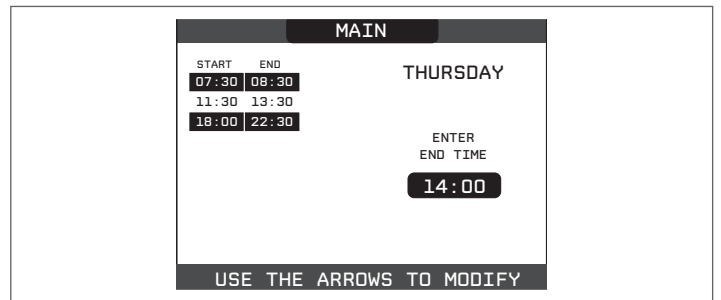 MAIN
START END
07:30 08:30
11:30 13:30
18:00 22:30
THURSDAY
ENTER
END TIME
14:00
USE THE ARROWS TO MODIFY